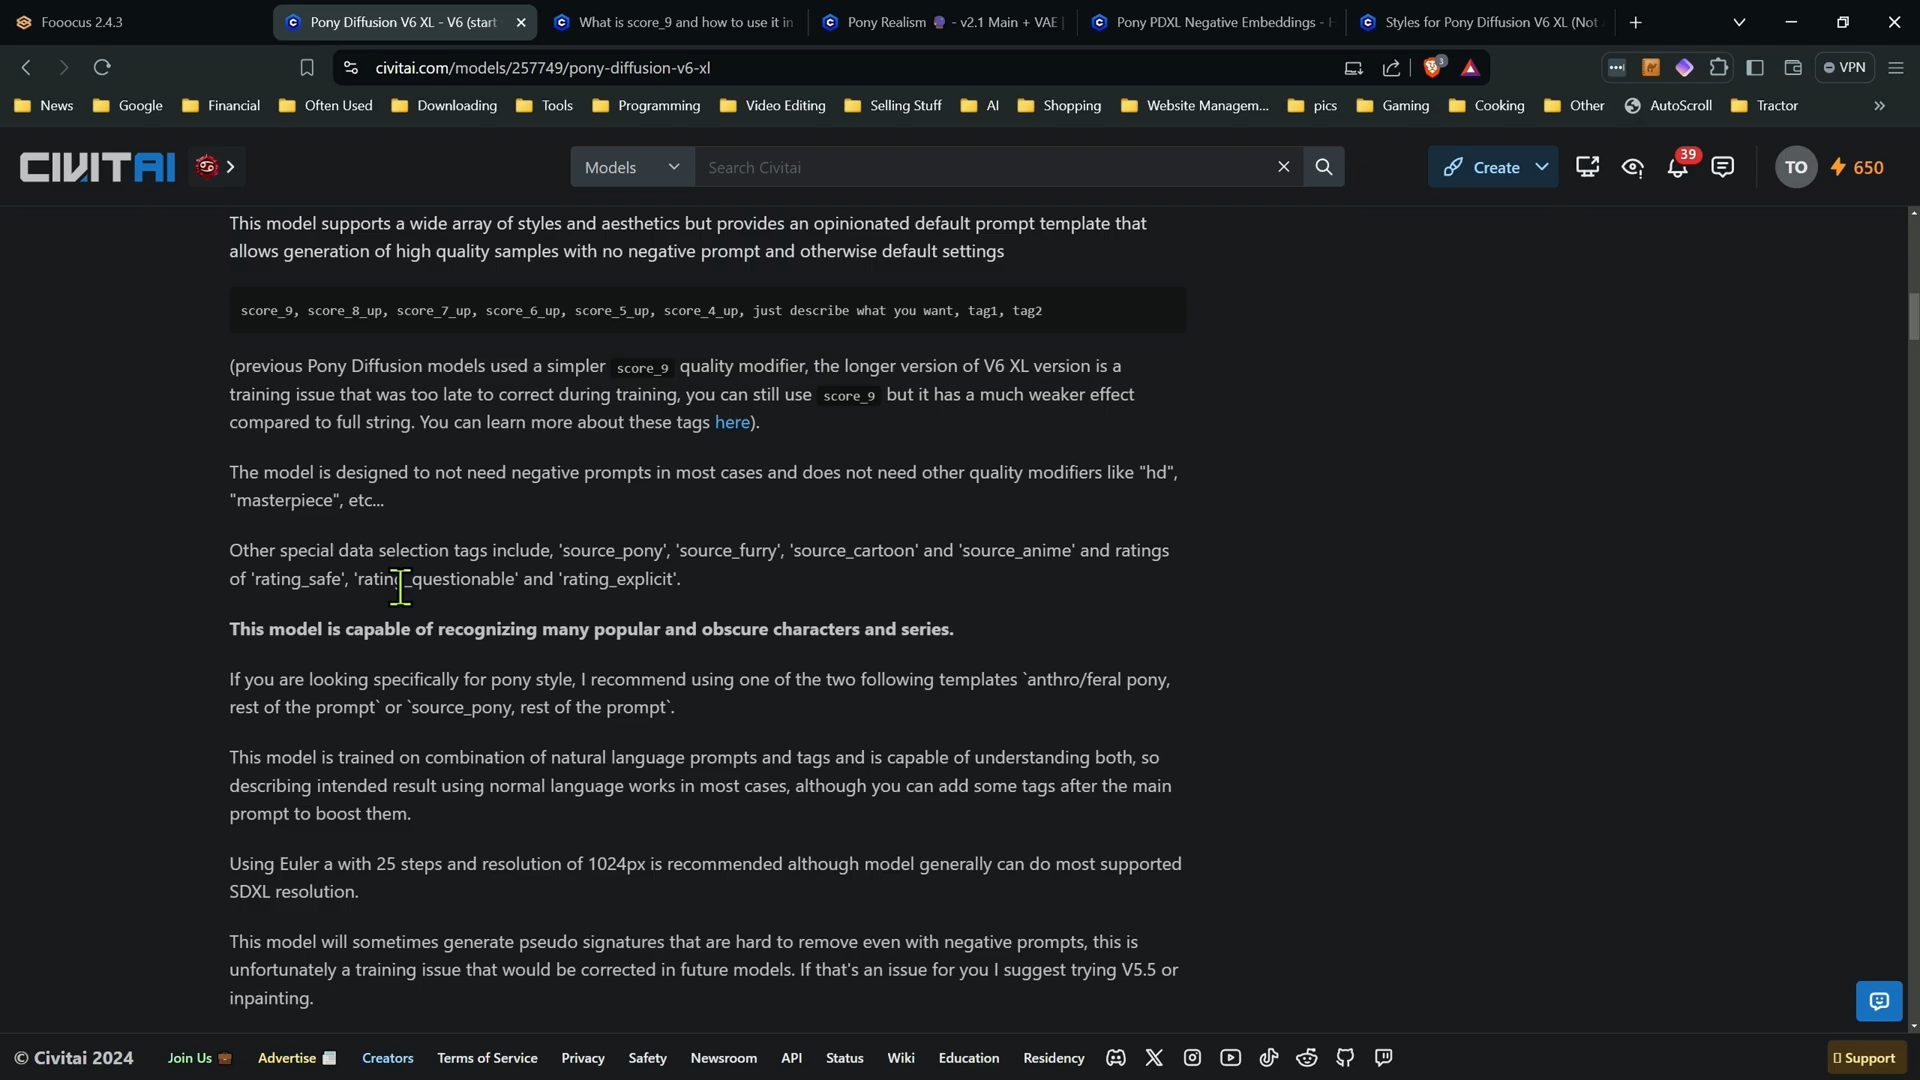 Fooocus 2.4.3
Pony Diffusion V6 XL - V6 (start
What is score_9 and how to use it in
Pony Realism 🔮 - v2.1 Main + VAE |
Pony PDXL Negative Embeddings - H
Styles for Pony Diffusion V6 XL (Not
civitai.com/models/257749/pony-diffusion-v6-xl
3
VPN
News
Google
Financial
Often Used
Downloading
Tools
Programming
Video Editing
Selling Stuff
AI
Shopping
Website Managem...
pics
Gaming
Cooking
Other
AutoScroll
Tractor
CIVITAI
Models
Search Civitai
Create
39
TO
650
This model supports a wide array of styles and aesthetics but provides an opinionated default prompt template that
allows generation of high quality samples with no negative prompt and otherwise default settings
score_9, score_8_up, score_7_up, score_6_up, score_5_up, score_4_up, just describe what you want, tag1, tag2
(previous Pony Diffusion models used a simpler score_9 quality modifier, the longer version of V6 XL version is a
training issue that was too late to correct during training, you can still use score_9 but it has a much weaker effect
compared to full string. You can learn more about these tags here).
The model is designed to not need negative prompts in most cases and does not need other quality modifiers like "hd",
"masterpiece", etc...
Other special data selection tags include, 'source_pony', 'source_furry', 'source_cartoon' and 'source_anime' and ratings
of 'rating_safe', 'rating_questionable' and 'rating_explicit'.
This model is capable of recognizing many popular and obscure characters and series.
If you are looking specifically for pony style, I recommend using one of the two following templates `anthro/feral pony,
rest of the prompt` or `source_pony, rest of the prompt`.
This model is trained on combination of natural language prompts and tags and is capable of understanding both, so
describing intended result using normal language works in most cases, although you can add some tags after the main
prompt to boost them.
Using Euler a with 25 steps and resolution of 1024px is recommended although model generally can do most supported
SDXL resolution.
This model will sometimes generate pseudo signatures that are hard to remove even with negative prompts, this is
unfortunately a training issue that would be corrected in future models. If that's an issue for you I suggest trying V5.5 or
inpainting.
© Civitai 2024
Join Us
Advertise
Creators
Terms of Service
Privacy
Safety
Newsroom
API
Status
Wiki
Education
Residency
Support